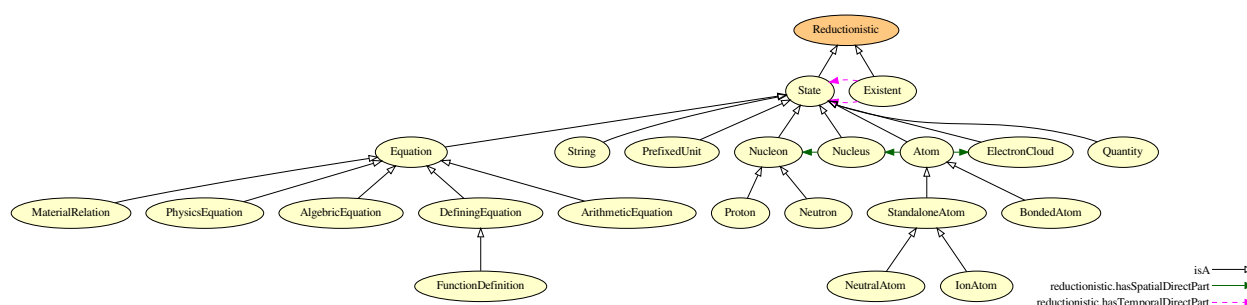 Reductionistic
State
Existent
Equation
String
PrefixedUnit
Nucleon
Nucleus
Atom
ElectronCloud
Quantity
MaterialRelation
PhysicsEquation
AlgebricEquation
DefiningEquation
ArithmeticEquation
Proton
Neutron
StandaloneAtom
BondedAtom
FunctionDefinition
NeutralAtom
IonAtom
isA
reductionistic.hasSpatialDirectPart
reductionistic.hasTemporalDirectPart